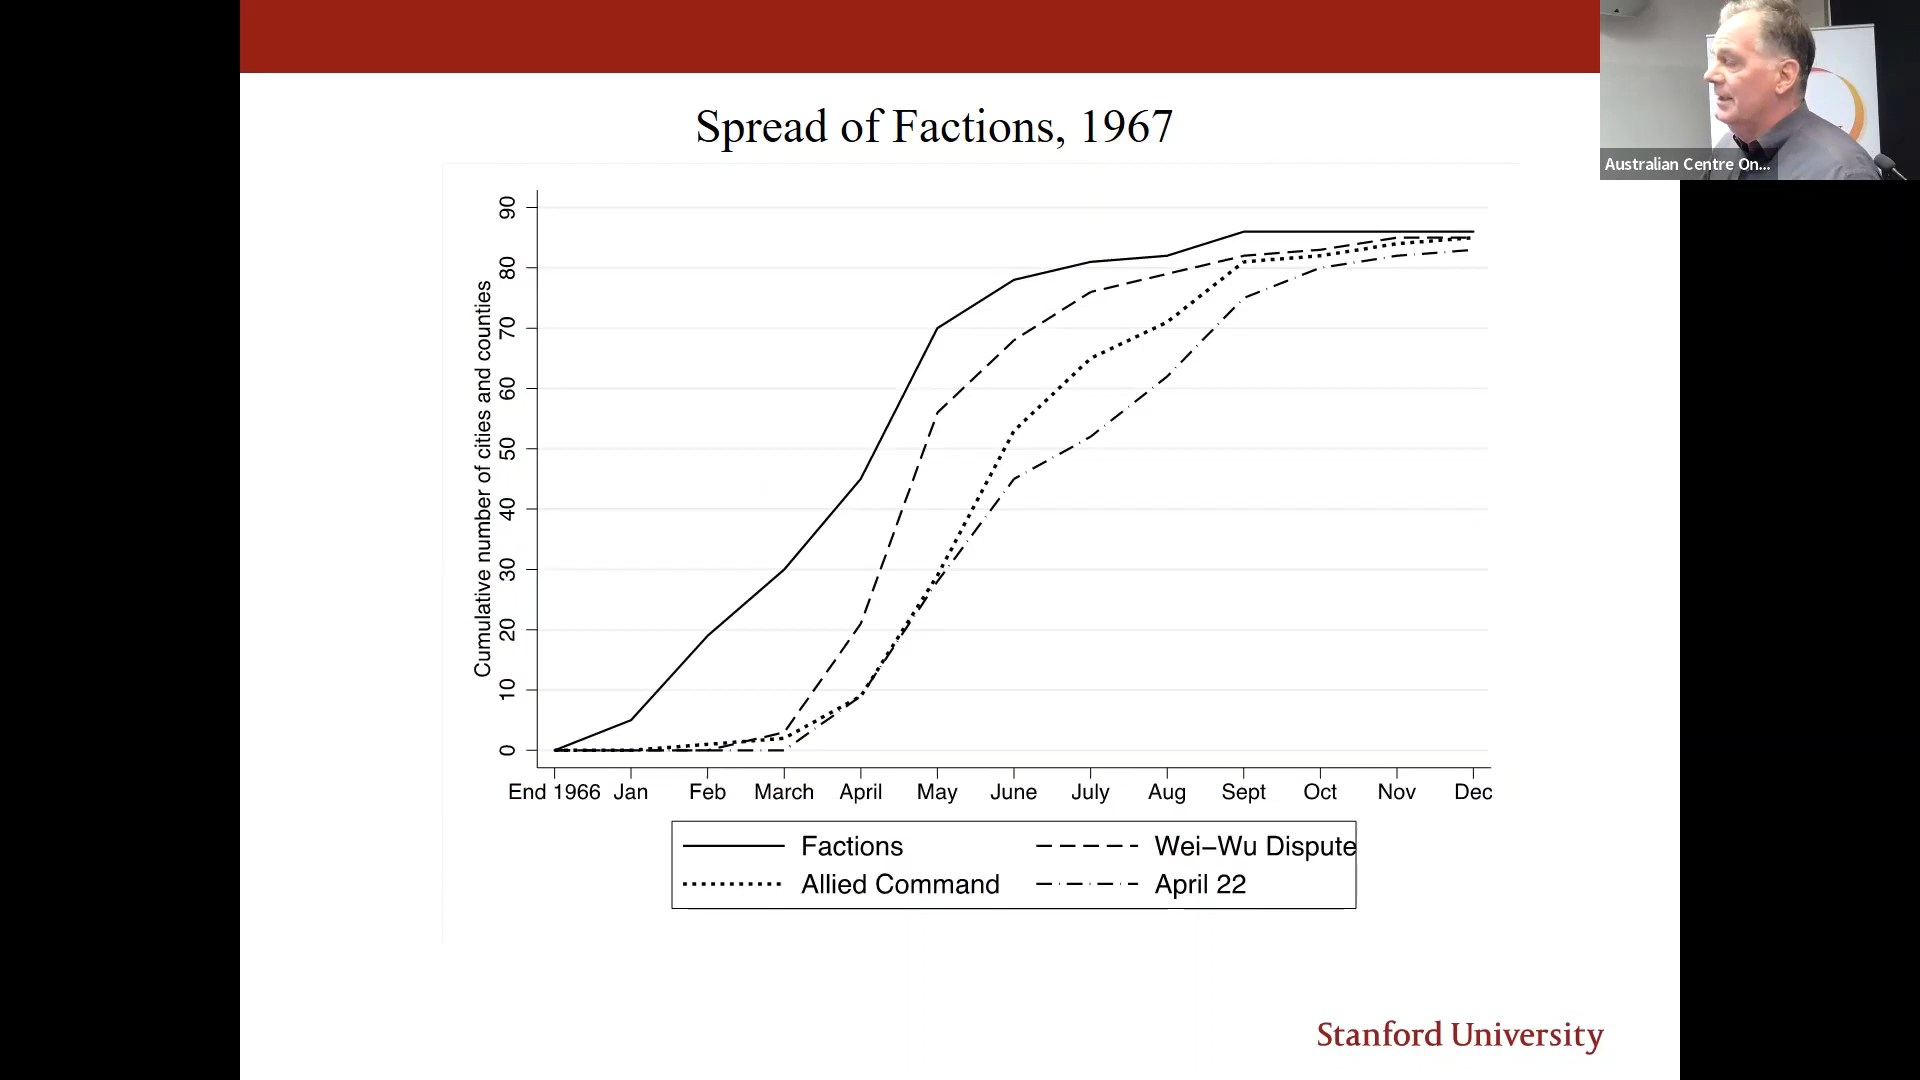 Spread of Factions, 1967
Australian Centre On...
Cumulative number of cities and counties
90
80
70
60
50
40
30
20
10
0
End 1966 Jan Feb March April May June July Aug Sept Oct Nov Dec
Factions Wei–Wu Dispute
Allied Command April 22
Stanford University